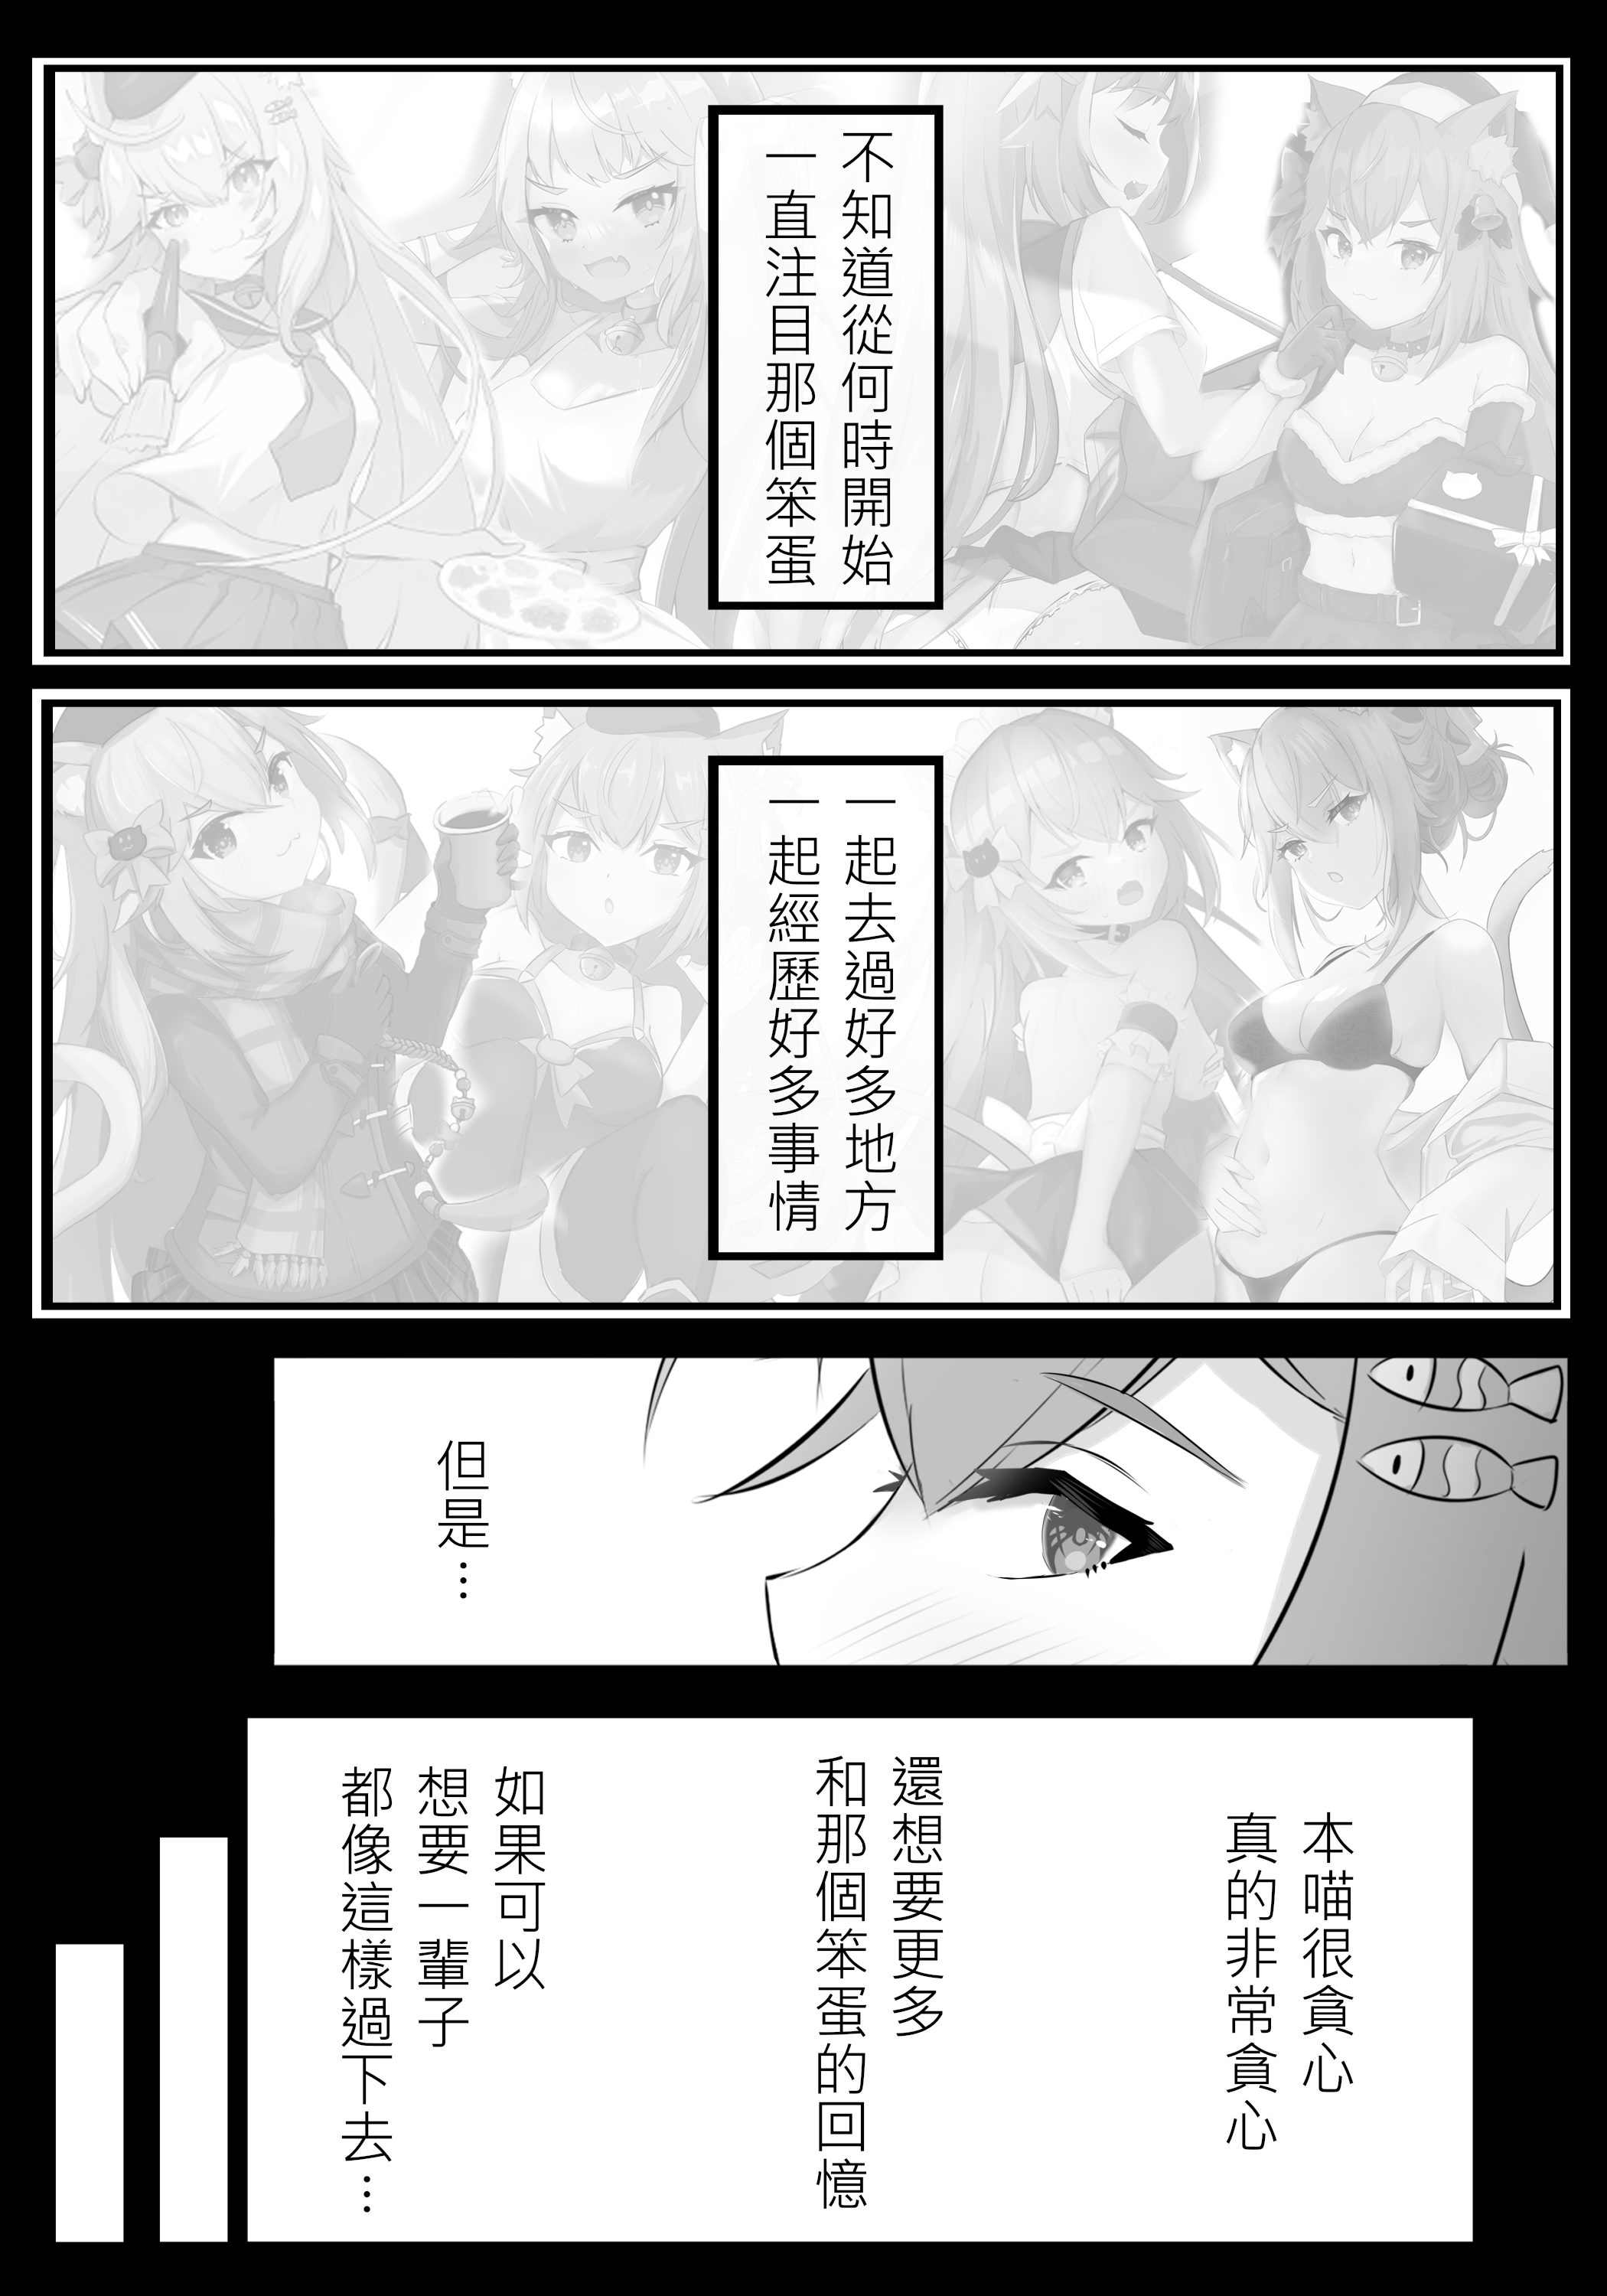 不知道從何時開始
一直注目那個笨蛋
一起去過好多地方
一起經歷好多事情
但是…
本喵很貪心
真的非常貪心
還想要更多
和那個笨蛋的回憶
如果可以
想要一輩子
都像這樣過下去…